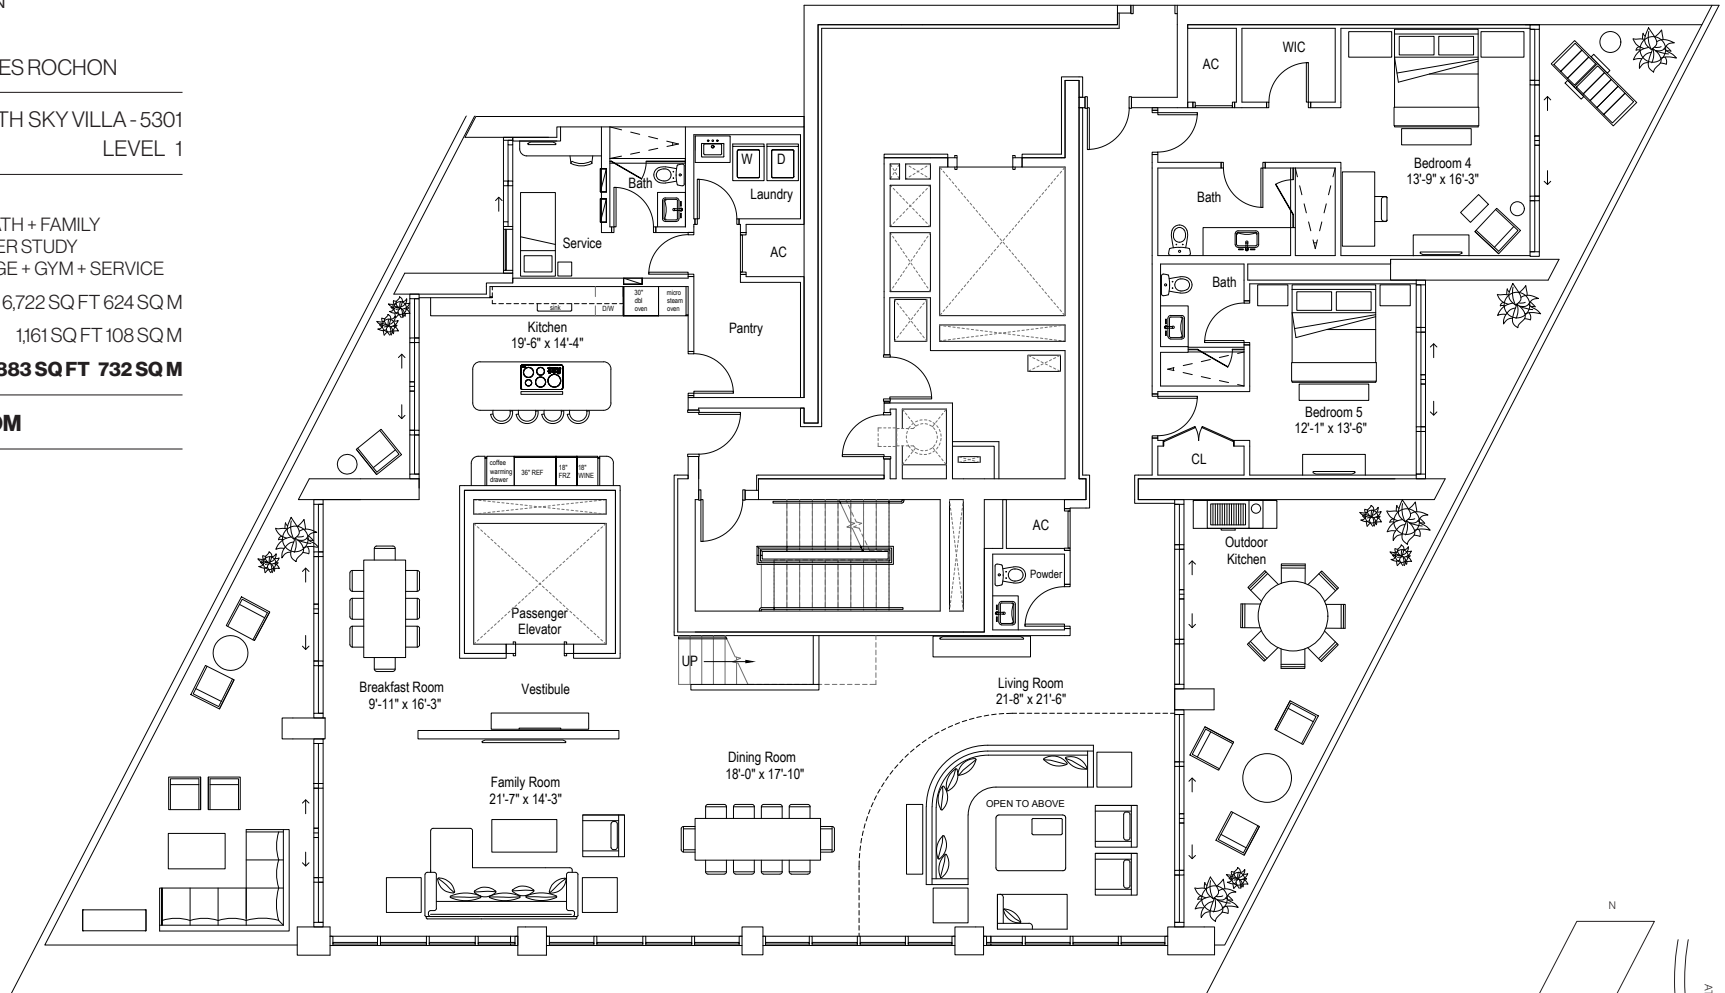 N
ES ROCHON
TH SKY VILLA - 5301
LEVEL 1
ATH + FAMILY
ER STUDY
GE + GYM + SERVICE
6,722 SQ FT 624 SQ M
1,161 SQ FT 108 SQ M
883 SQ FT 732 SQ M
OM
AC
WIC
Bedroom 4
13'-9" x 16'-3"
Bath
W
D
Laundry
Bath
Service
AC
Bath
Kitchen
19'-6" x 14'-4"
sink
D/W
30"
dbl
oven
micro
steam
oven
Pantry
Bedroom 5
12'-1" x 13'-6"
CL
coffee
warming
drawer
36" REF
18"
FRZ
18"
WINE
AC
Powder
Outdoor
Kitchen
Passenger
Elevator
UP
Breakfast Room
9'-11" x 16'-3"
Vestibule
Living Room
21'-8" x 21'-6"
Dining Room
18'-0" x 17'-10"
Family Room
21'-7" x 14'-3"
OPEN TO ABOVE
N